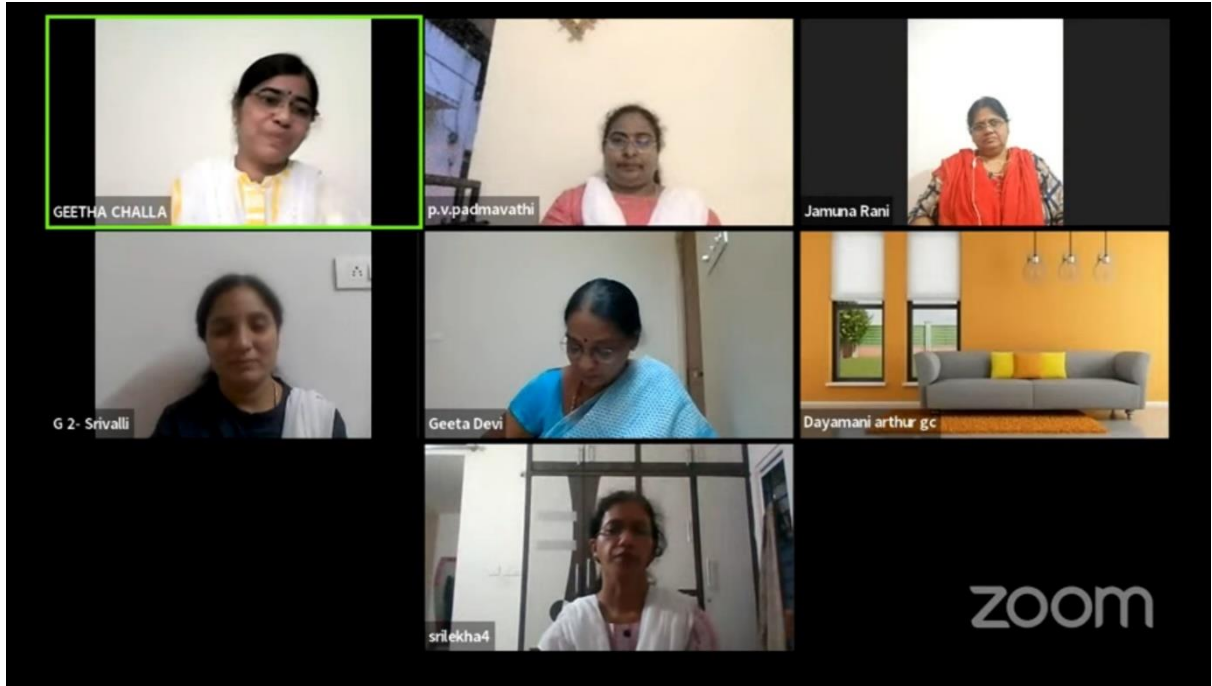 GEETHA CHALLA
p.v.padmavathi
Jamuna Rani
G 2- Srivalli
Geeta Devi
Dayamani arthur gc
srilekha4
zoom